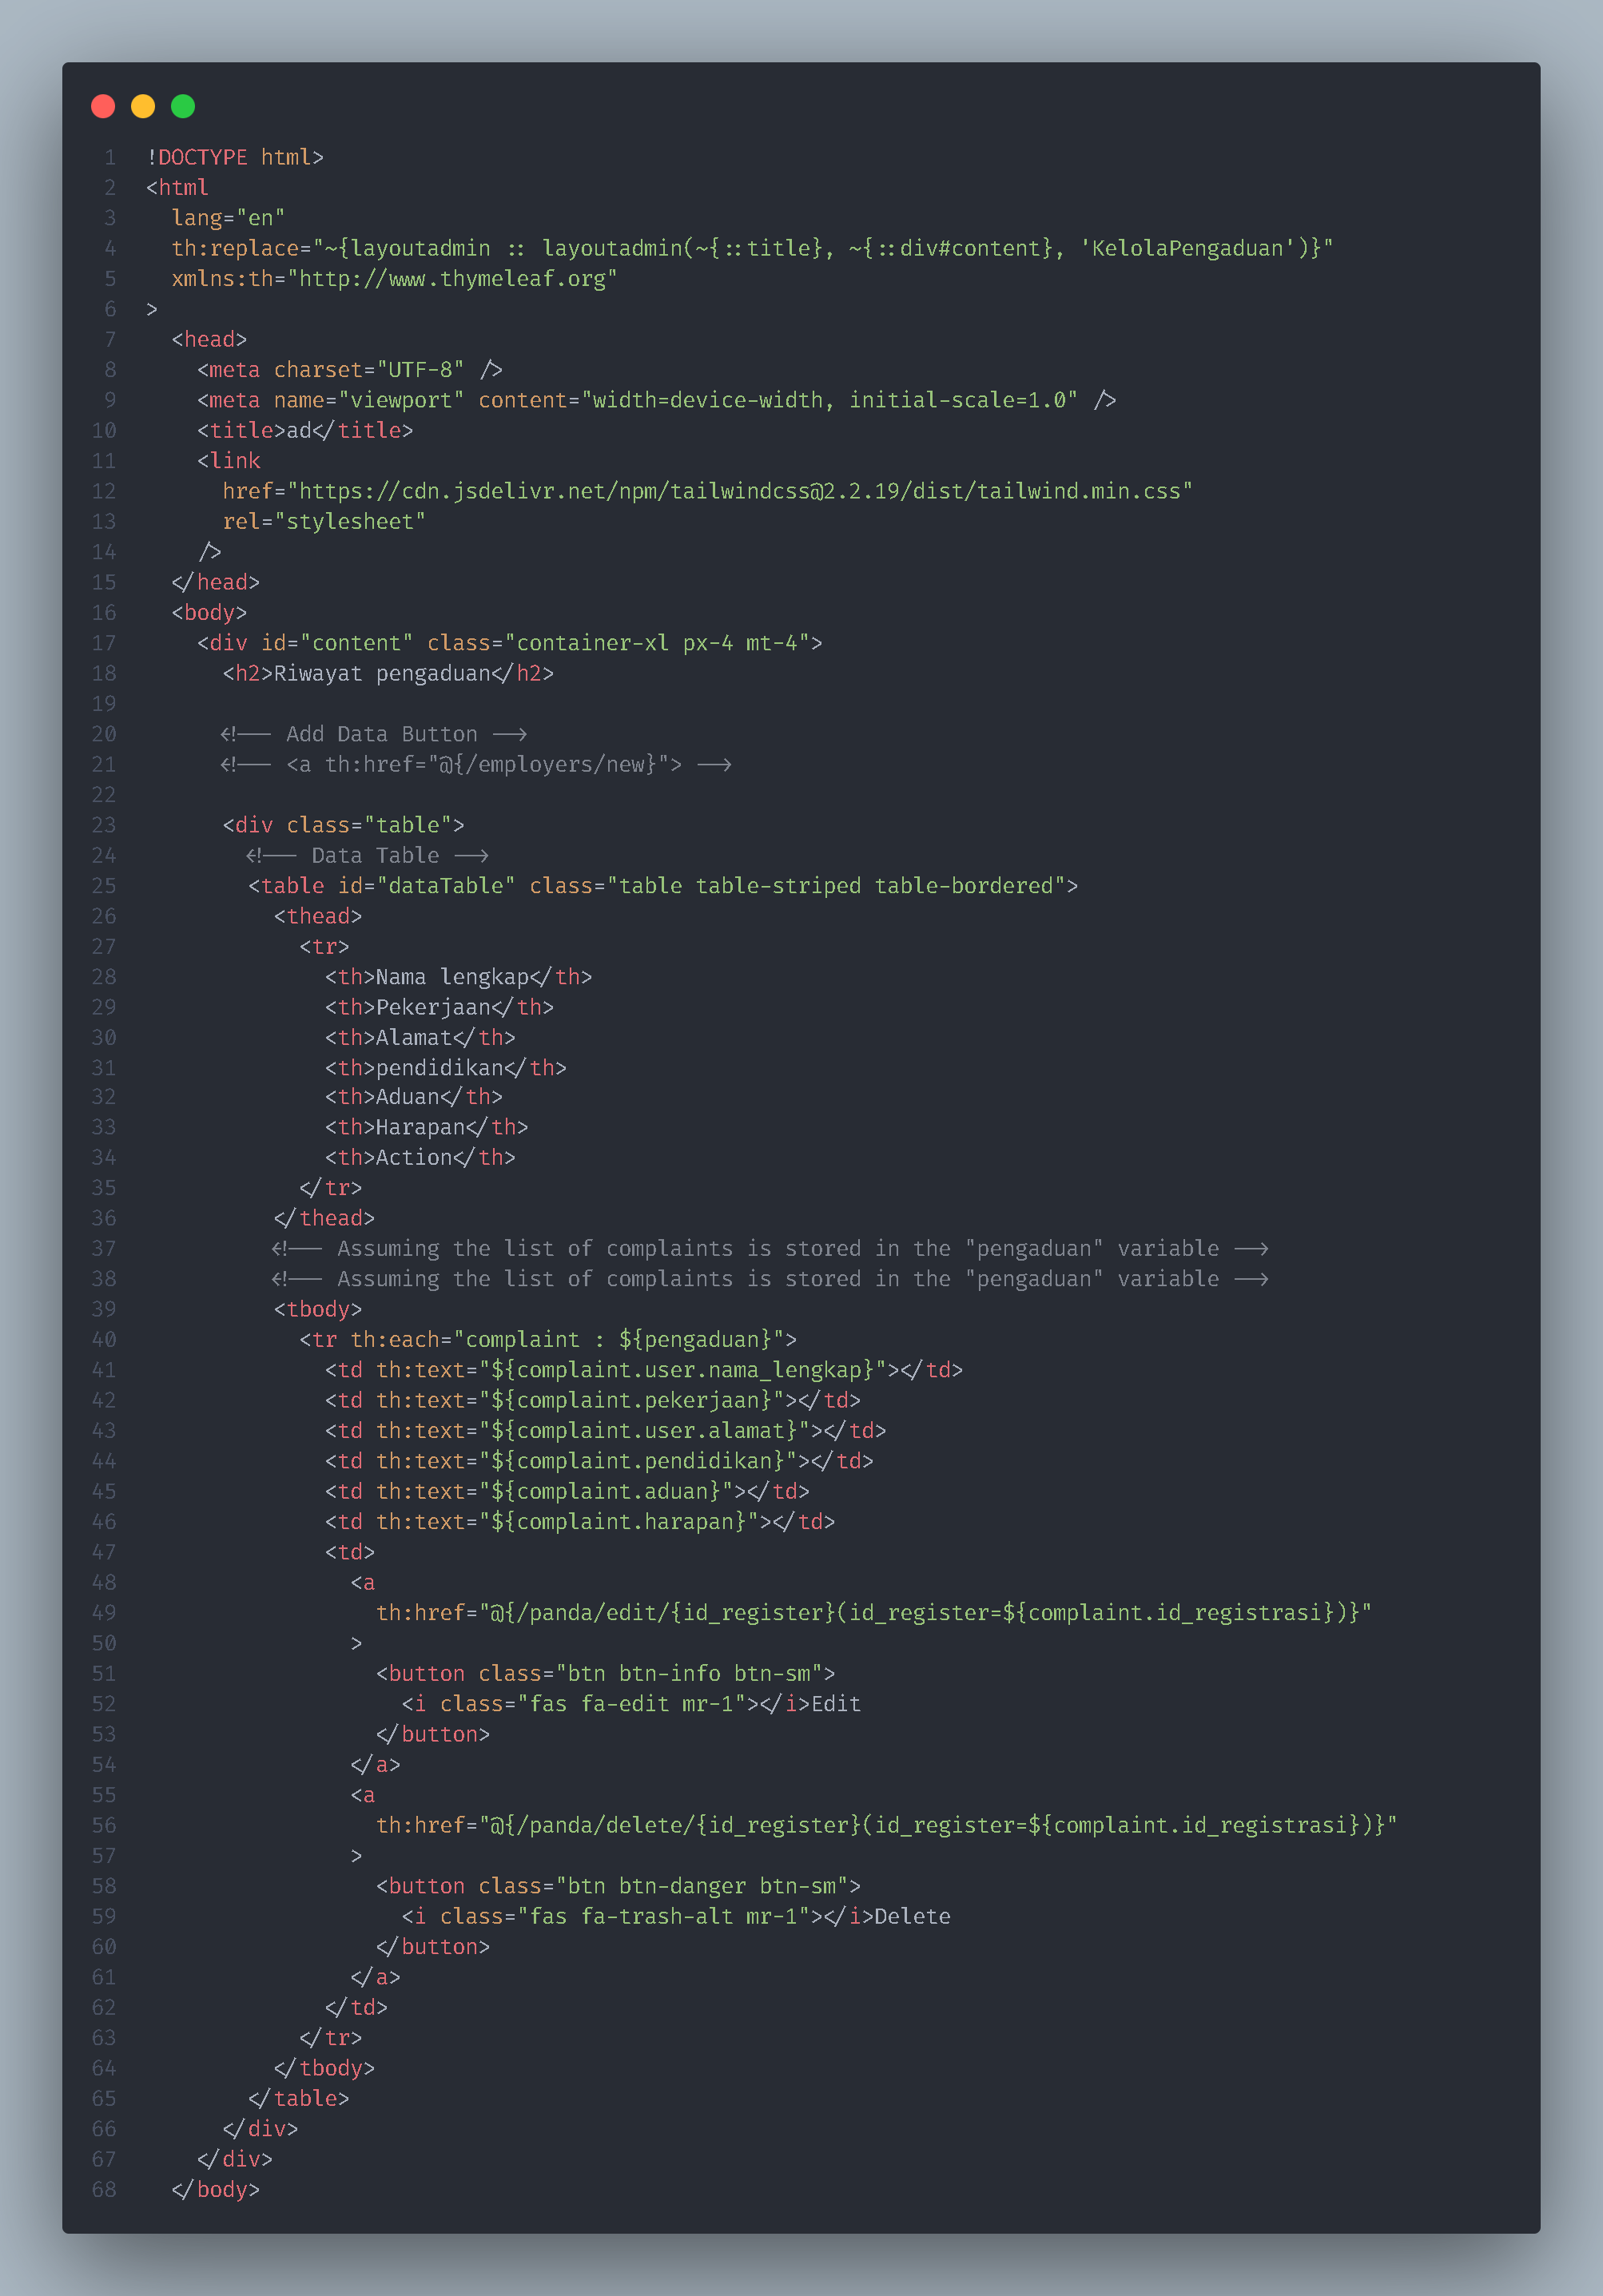 1 !DOCTYPE html>
2 <html
3   lang="en"
4   th:replace="~{layoutadmin :: layoutadmin(~{::title}, ~{::div#content}, 'KelolaPengaduan')}"
5   xmlns:th="http://www.thymeleaf.org"
6 >
7   <head>
8     <meta charset="UTF-8" />
9     <meta name="viewport" content="width=device-width, initial-scale=1.0" />
10     <title>ad</title>
11     <link
12       href="https://cdn.jsdelivr.net/npm/tailwindcss@2.2.19/dist/tailwind.min.css"
13       rel="stylesheet"
14     />
15   </head>
16   <body>
17     <div id="content" class="container-xl px-4 mt-4">
18       <h2>Riwayat pengaduan</h2>
19
20       <!-- Add Data Button -->
21       <!-- <a th:href="@{/employers/new}"> -->
22
23       <div class="table">
24         <!-- Data Table -->
25         <table id="dataTable" class="table table-striped table-bordered">
26           <thead>
27             <tr>
28               <th>Nama lengkap</th>
29               <th>Pekerjaan</th>
30               <th>Alamat</th>
31               <th>pendidikan</th>
32               <th>Aduan</th>
33               <th>Harapan</th>
34               <th>Action</th>
35             </tr>
36           </thead>
37           <!-- Assuming the list of complaints is stored in the "pengaduan" variable -->
38           <!-- Assuming the list of complaints is stored in the "pengaduan" variable -->
39           <tbody>
40             <tr th:each="complaint : ${pengaduan}">
41               <td th:text="${complaint.user.nama_lengkap}"></td>
42               <td th:text="${complaint.pekerjaan}"></td>
43               <td th:text="${complaint.user.alamat}"></td>
44               <td th:text="${complaint.pendidikan}"></td>
45               <td th:text="${complaint.aduan}"></td>
46               <td th:text="${complaint.harapan}"></td>
47               <td>
48                 <a
49                   th:href="@{/panda/edit/{id_register}(id_register=${complaint.id_registrasi})}"
50                 >
51                   <button class="btn btn-info btn-sm">
52                     <i class="fas fa-edit mr-1"></i>Edit
53                   </button>
54                 </a>
55                 <a
56                   th:href="@{/panda/delete/{id_register}(id_register=${complaint.id_registrasi})}"
57                 >
58                   <button class="btn btn-danger btn-sm">
59                     <i class="fas fa-trash-alt mr-1"></i>Delete
60                   </button>
61                 </a>
62               </td>
63             </tr>
64           </tbody>
65         </table>
66       </div>
67     </div>
68   </body>